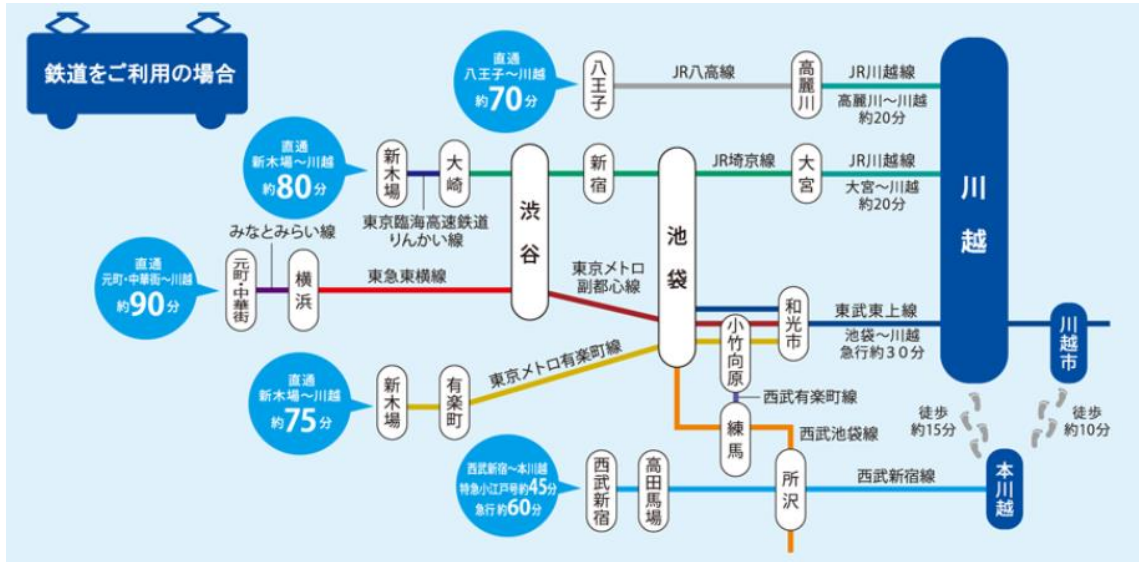 鉄道をご利用の場合
直通
八王子～川越
約70分
八王子
JR八高線
高麗川
JR川越線
高麗川～川越
約20分
直通
新木場～川越
約80分
新木場
大崎
東京臨海高速鉄道
りんかい線
渋谷
新宿
池袋
JR埼京線
大宮
JR川越線
大宮～川越
約20分
川越
みなとみらい線
直通
元町・中華街～川越
約90分
元町・中華街
横浜
東急東横線
東京メトロ
副都心線
小竹向原
和光市
東武東上線
池袋～川越
急行約30分
川越市
直通
新木場～川越
約75分
新木場
有楽町
東京メトロ有楽町線
西武有楽町線
練馬
西武池袋線
徒歩
約15分
徒歩
約10分
西武新宿～本川越
特急小江戸号約45分
急行約60分
西武新宿
高田馬場
所沢
西武新宿線
本川越